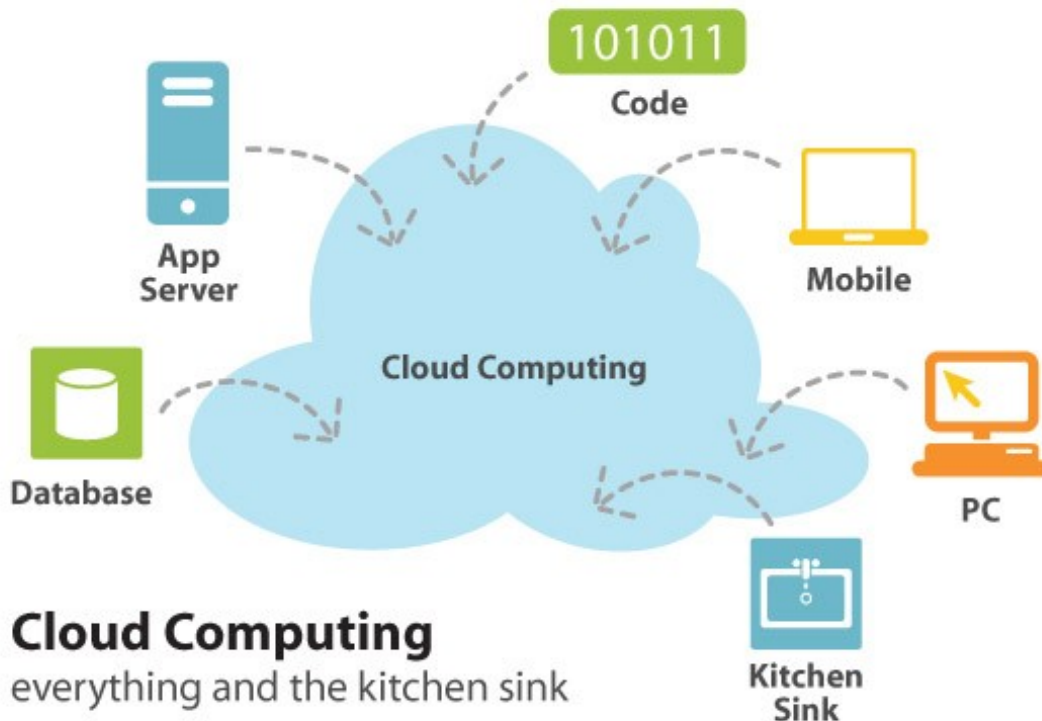 101011
Code
App
Server
Mobile
Cloud Computing
Database
PC
Kitchen
Sink
Cloud Computing
everything and the kitchen sink